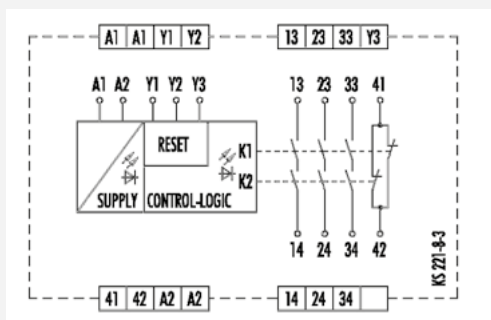 A1 A1 Y1 Y2 13 23 33 Y3
A1 A2 Y1 Y2 Y3 13 23 33 41
RESET
K1
K2
SUPPLY CONTROL-LOGIC
14 24 34 42
KS 221-8-3
41 42 A2 A2 14 24 34